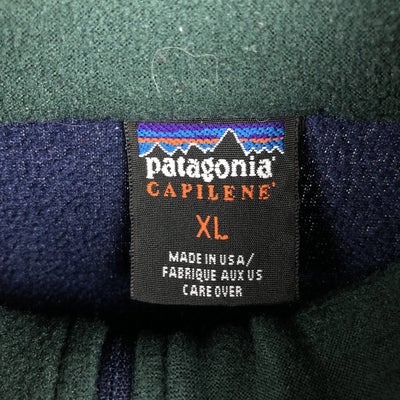 patagonia®
CAPILENE®
XL
MADE IN USA/
FABRIQUE AUX US
CARE OVER